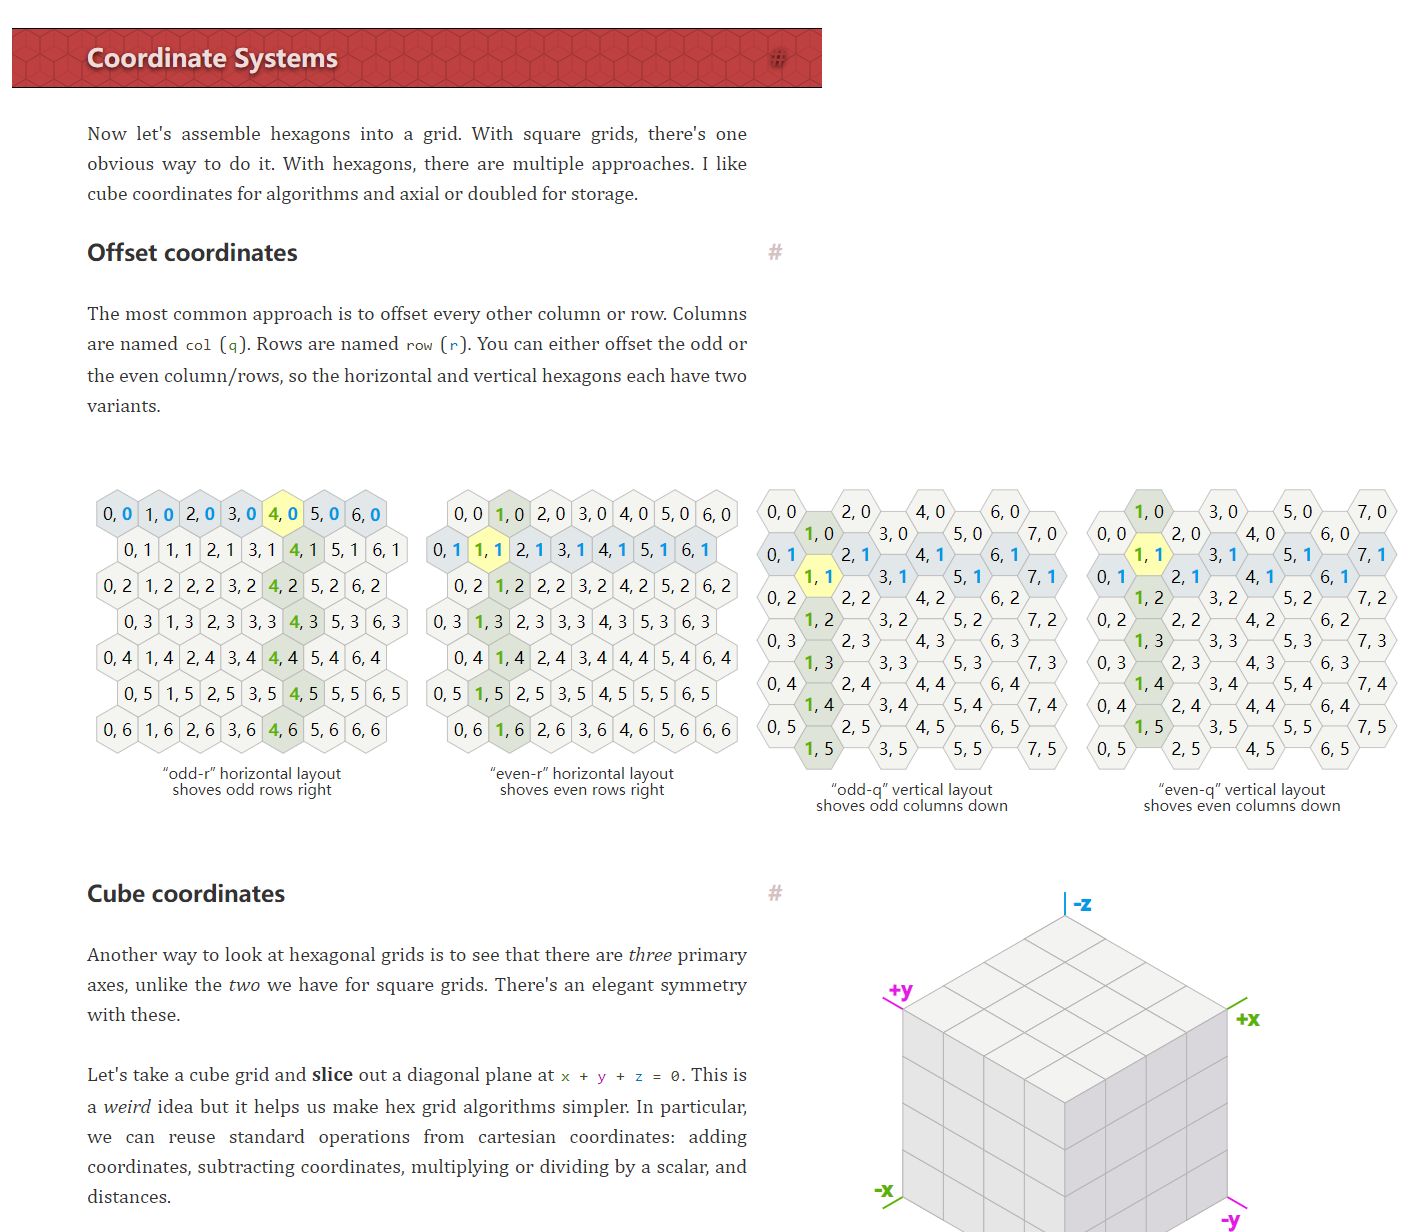 Coordinate Systems #
Now let's assemble hexagons into a grid. With square grids, there's one
obvious way to do it. With hexagons, there are multiple approaches. I like
cube coordinates for algorithms and axial or doubled for storage.
Offset coordinates #
The most common approach is to offset every other column or row. Columns
are named col (q). Rows are named row (r). You can either offset the odd or
the even column/rows, so the horizontal and vertical hexagons each have two
variants.
0, 0 1, 0 2, 0 3, 0 4, 0 5, 0 6, 0
0, 1 1, 1 2, 1 3, 1 4, 1 5, 1 6, 1
0, 2 1, 2 2, 2 3, 2 4, 2 5, 2 6, 2
0, 3 1, 3 2, 3 3, 3 4, 3 5, 3 6, 3
0, 4 1, 4 2, 4 3, 4 4, 4 5, 4 6, 4
0, 5 1, 5 2, 5 3, 5 4, 5 5, 5 6, 5
0, 6 1, 6 2, 6 3, 6 4, 6 5, 6 6, 6
“odd-r” horizontal layout
shoves odd rows right
0, 0 1, 0 2, 0 3, 0 4, 0 5, 0 6, 0
0, 1 1, 1 2, 1 3, 1 4, 1 5, 1 6, 1
0, 2 1, 2 2, 2 3, 2 4, 2 5, 2 6, 2
0, 3 1, 3 2, 3 3, 3 4, 3 5, 3 6, 3
0, 4 1, 4 2, 4 3, 4 4, 4 5, 4 6, 4
0, 5 1, 5 2, 5 3, 5 4, 5 5, 5 6, 5
0, 6 1, 6 2, 6 3, 6 4, 6 5, 6 6, 6
“even-r” horizontal layout
shoves even rows right
0, 0 2, 0 4, 0 6, 0
1, 0 3, 0 5, 0 7, 0
0, 1 2, 1 4, 1 6, 1
1, 1 3, 1 5, 1 7, 1
0, 2 2, 2 4, 2 6, 2
1, 2 3, 2 5, 2 7, 2
0, 3 2, 3 4, 3 6, 3
1, 3 3, 3 5, 3 7, 3
0, 4 2, 4 4, 4 6, 4
1, 4 3, 4 5, 4 7, 4
0, 5 2, 5 4, 5 6, 5
1, 5 3, 5 5, 5 7, 5
“odd-q” vertical layout
shoves odd columns down
1, 0 3, 0 5, 0 7, 0
0, 0 2, 0 4, 0 6, 0
1, 1 3, 1 5, 1 7, 1
0, 1 2, 1 4, 1 6, 1
1, 2 3, 2 5, 2 7, 2
0, 2 2, 2 4, 2 6, 2
1, 3 3, 3 5, 3 7, 3
0, 3 2, 3 4, 3 6, 3
1, 4 3, 4 5, 4 7, 4
0, 4 2, 4 4, 4 6, 4
1, 5 3, 5 5, 5 7, 5
0, 5 2, 5 4, 5 6, 5
“even-q” vertical layout
shoves even columns down
Cube coordinates #
Another way to look at hexagonal grids is to see that there are three primary
axes, unlike the two we have for square grids. There's an elegant symmetry
with these.
Let's take a cube grid and slice out a diagonal plane at x + y + z = 0. This is
a weird idea but it helps us make hex grid algorithms simpler. In particular,
we can reuse standard operations from cartesian coordinates: adding
coordinates, subtracting coordinates, multiplying or dividing by a scalar, and
distances.
-z
+y
+x
-x
-y